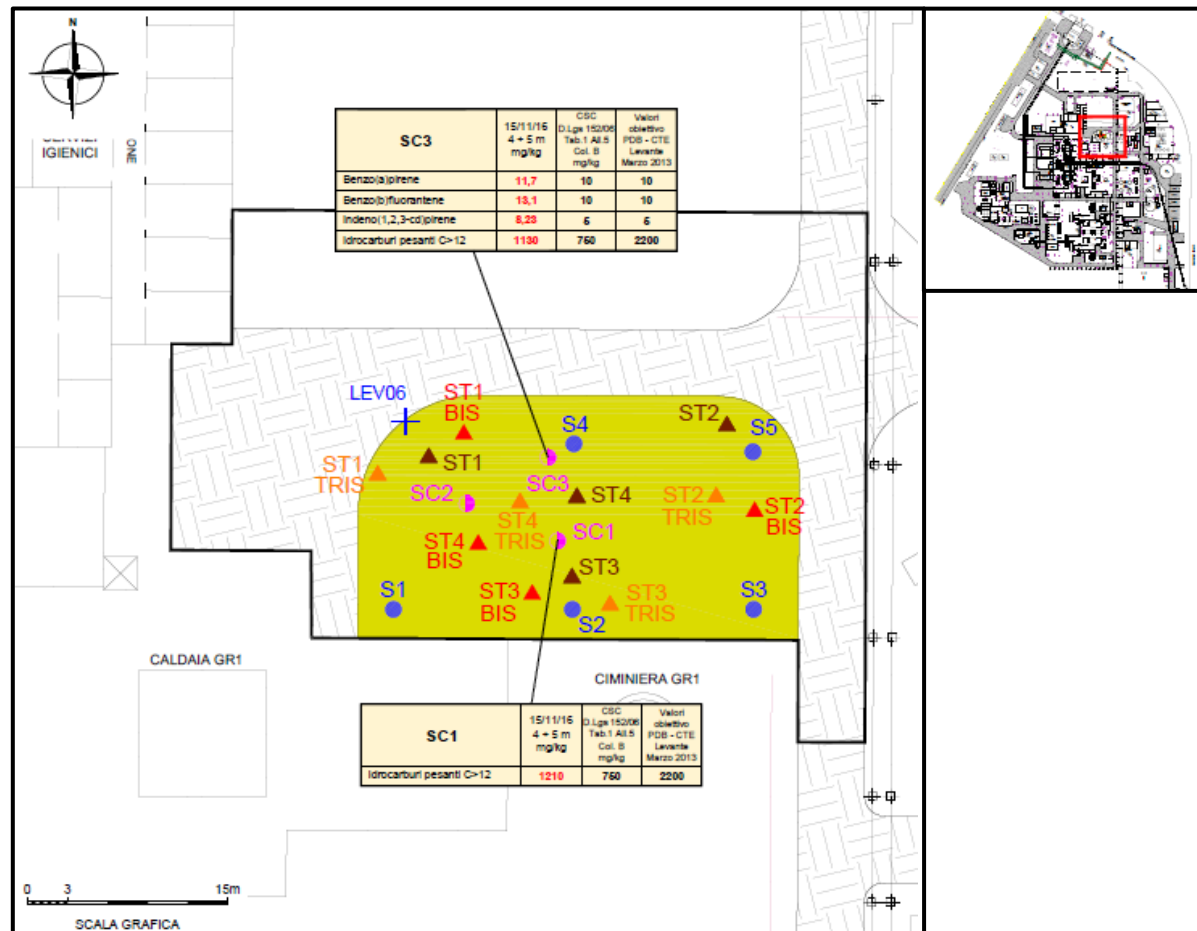 N
IGIENICI
ONE
SC3
15/11/16
4 ÷ 5 m
mg/kg
CSC
D.Lgs 152/06
Tab.1 All.5
Col. B
mg/kg
Valori
obiettivo
PDB - CTE
Levante
Marzo 2013
Benzo(a)pirene 11,7 10 10
Benzo(b)fluorantene 13,1 10 10
Indeno(1,2,3-cd)pirene 8,23 5 5
Idrocarburi pesanti C>12 1130 750 2200
LEV06
ST1
BIS
ST2
S4
S5
ST1
ST1
TRIS
SC2
SC3
ST4
ST2
TRIS
ST2
BIS
ST4
TRIS
SC1
ST4
BIS
ST3
S1
ST3
BIS
S2
ST3
TRIS
S3
CALDAIA GR1
CIMINIERA GR1
SC1
15/11/16
4 ÷ 5 m
mg/kg
CSC
D.Lgs 152/06
Tab.1 All.5
Col. B
mg/kg
Valori
obiettivo
PDB - CTE
Levante
Marzo 2013
Idrocarburi pesanti C>12 1210 750 2200
0 3 15m
SCALA GRAFICA